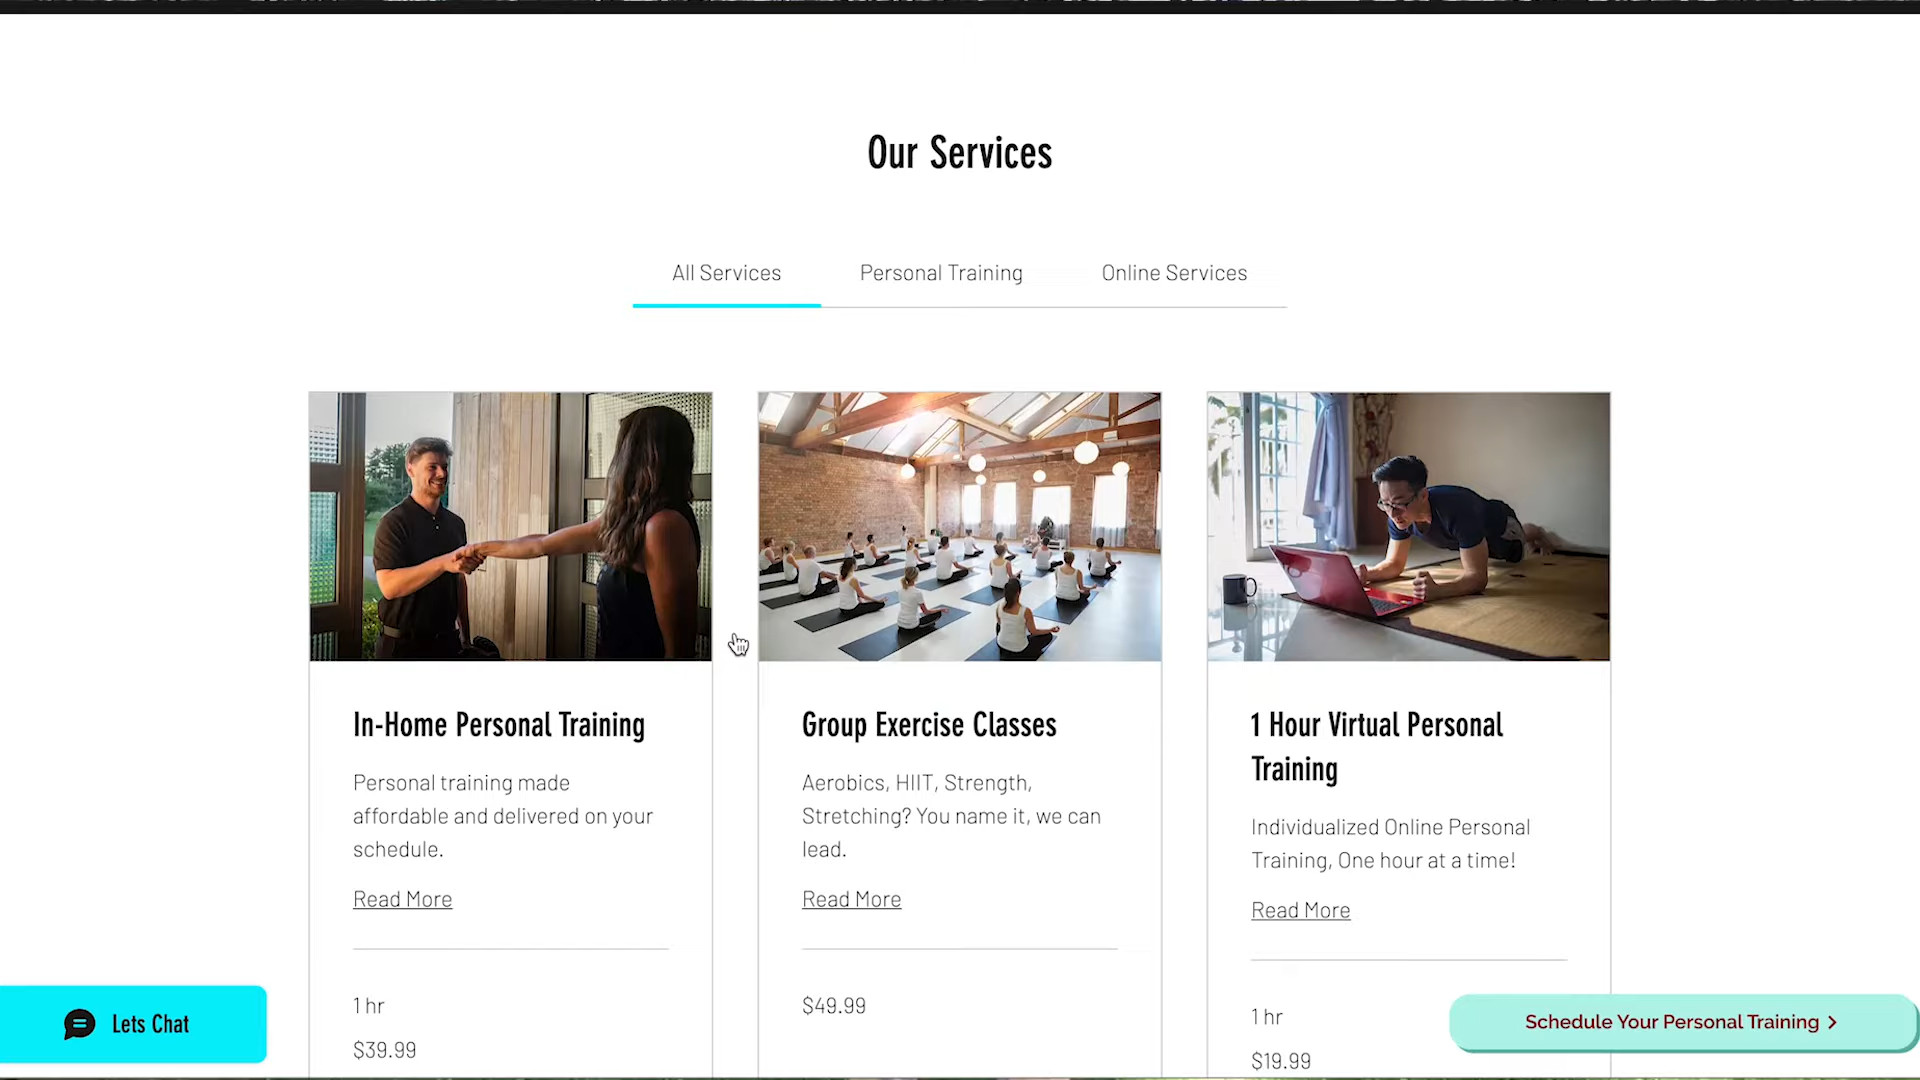 Our Services
All Services
Personal Training
Online Services
In-Home Personal Training
Personal training made
affordable and delivered on your
schedule.
Read More
1 hr
$39.99
Group Exercise Classes
Aerobics, HIIT, Strength,
Stretching? You name it, we can
lead.
Read More
$49.99
1 Hour Virtual Personal
Training
Individualized Online Personal
Training, One hour at a time!
Read More
1 hr
$19.99
Lets Chat
Schedule Your Personal Training